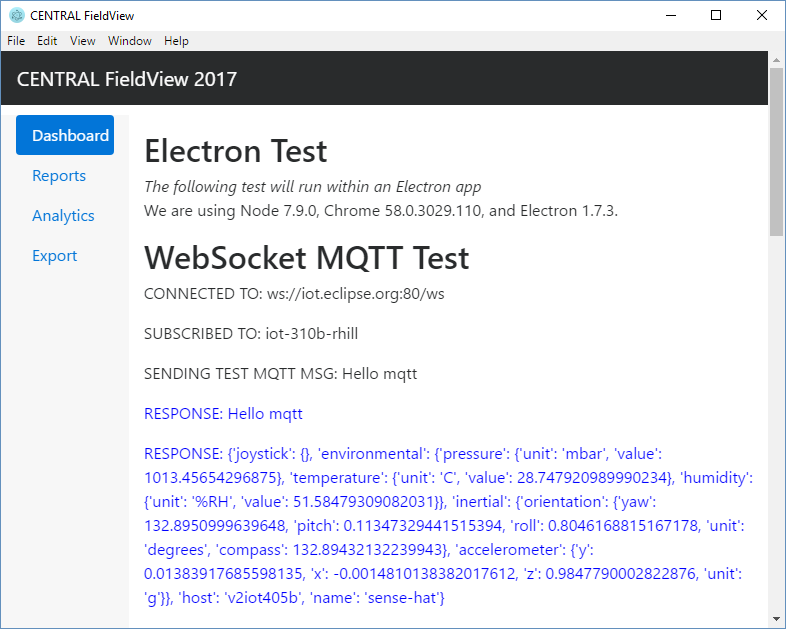 CENTRAL FieldView
File Edit View Window Help
CENTRAL FieldView 2017
Dashboard
Reports
Analytics
Export
Electron Test
The following test will run within an Electron app
We are using Node 7.9.0, Chrome 58.0.3029.110, and Electron 1.7.3.
WebSocket MQTT Test
CONNECTED TO: ws://iot.eclipse.org:80/ws
SUBSCRIBED TO: iot-310b-rhill
SENDING TEST MQTT MSG: Hello mqtt
RESPONSE: Hello mqtt
RESPONSE: {'joystick': {}, 'environmental': {'pressure': {'unit': 'mbar', 'value':
1013.45654296875}, 'temperature': {'unit': 'C', 'value': 28.747920989990234}, 'humidity':
{'unit': '%RH', 'value': 51.58479309082031}}, 'inertial': {'orientation': {'yaw':
132.8950999639648, 'pitch': 0.11347329441515394, 'roll': 0.8046168815167178, 'unit':
'degrees', 'compass': 132.89432132239943}, 'accelerometer': {'y':
0.01383917685598135, 'x': -0.0014810138382017612, 'z': 0.9847790002822876, 'unit':
'g'}}, 'host': 'v2iot405b', 'name': 'sense-hat'}